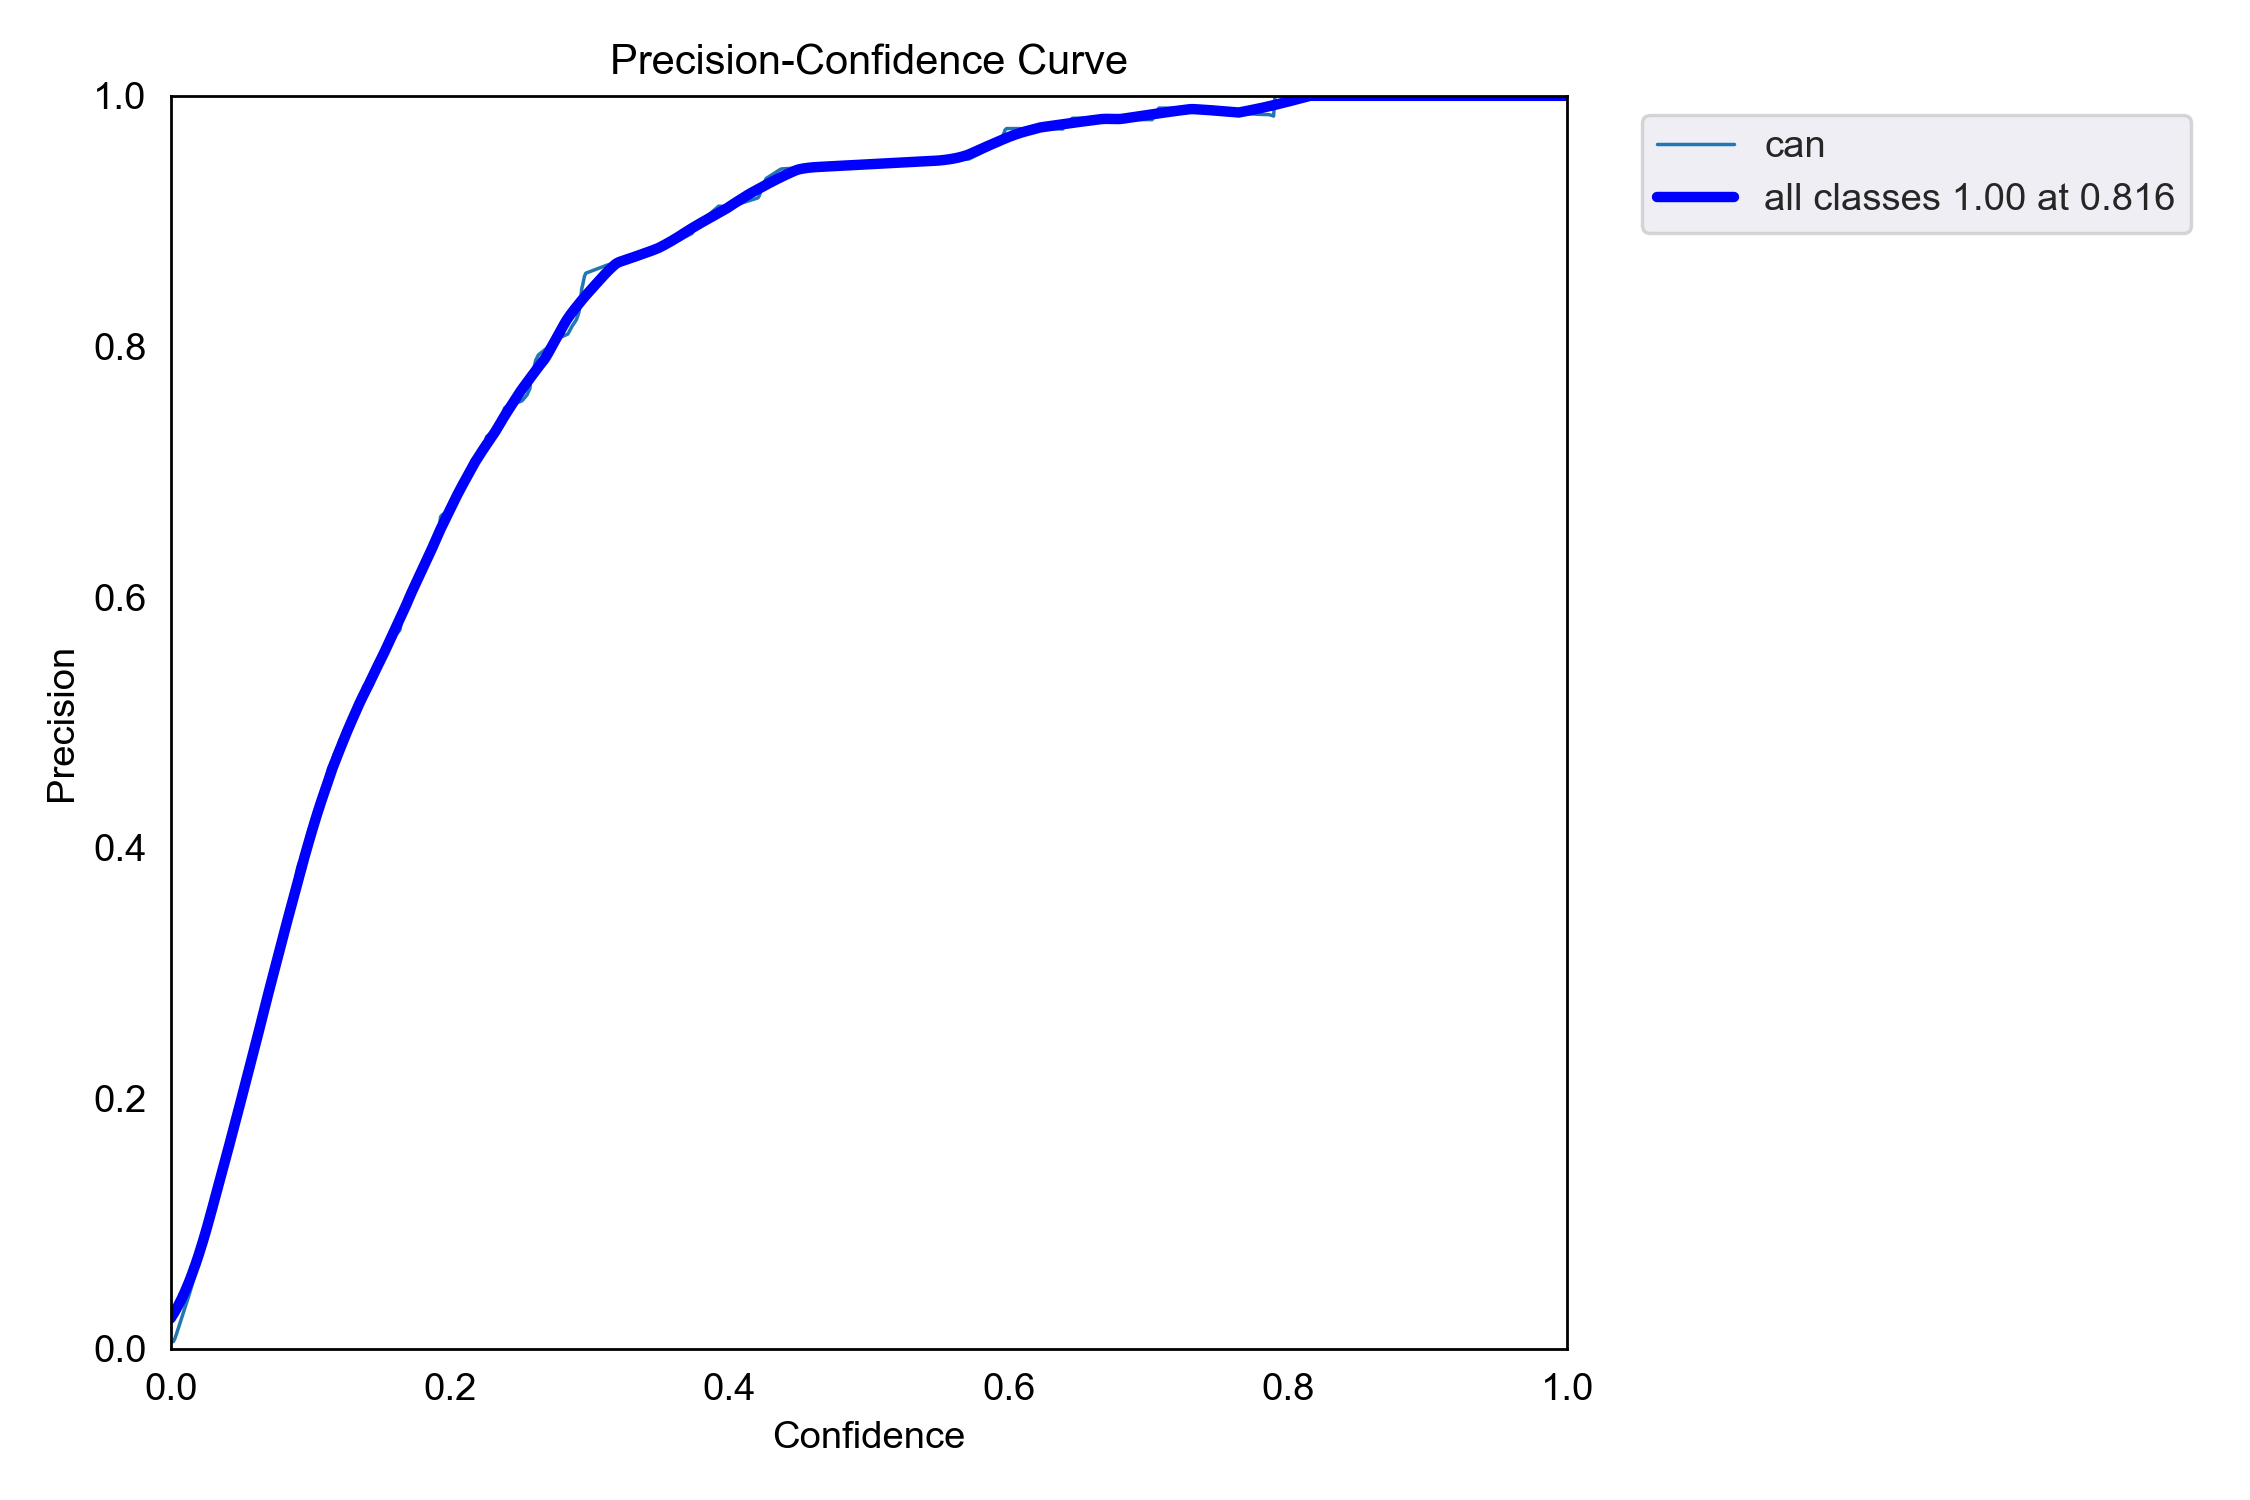 Precision-Confidence Curve
1.0
0.8
0.6
0.4
0.2
0.0
Precision
0.0 0.2 0.4 0.6 0.8 1.0
Confidence
can
all classes 1.00 at 0.816